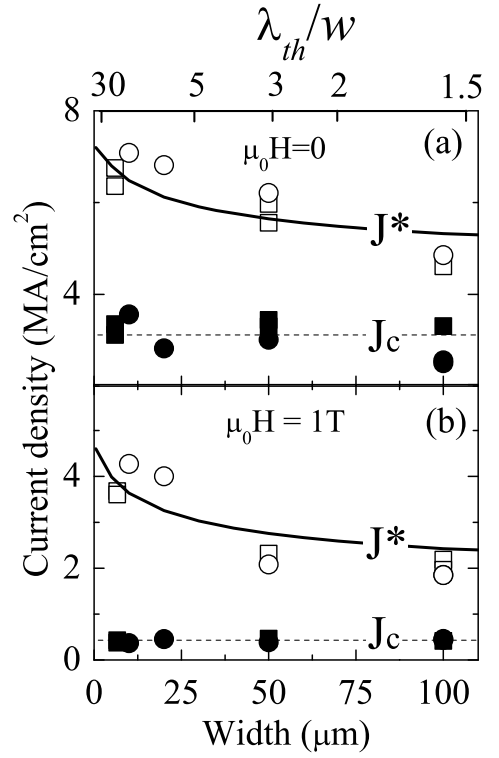 λth/w
30 5 3 2 1.5
8
(a)
μ0H=0
J*
4
Jc
Current density (MA/cm²)
(b)
μ0H = 1T
4
J*
2
Jc
0
0 25 50 75 100
Width (μm)